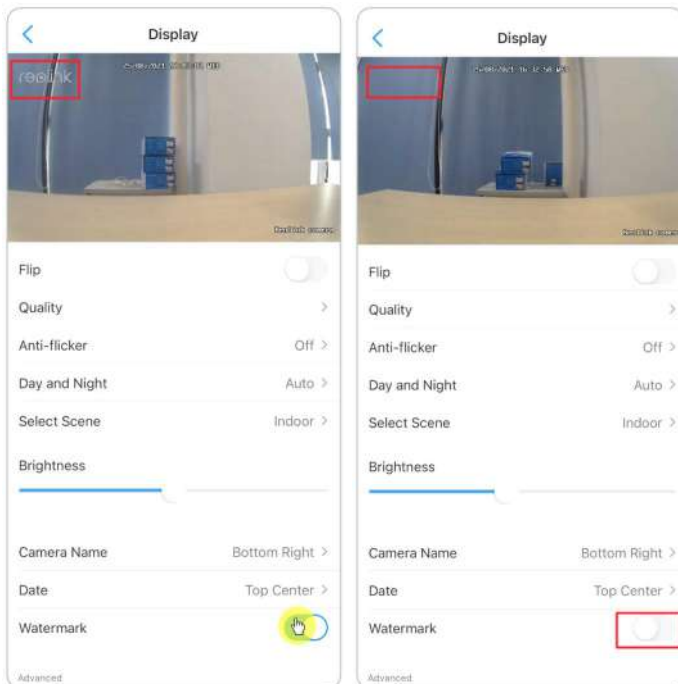 Display
reolink
Flip
Quality
Anti-flicker
Off
Day and Night
Auto
Select Scene
Indoor
Brightness
Camera Name
Bottom Right
Date
Top Center
Watermark
Advanced
Display
Flip
Quality
Anti-flicker
Off
Day and Night
Auto
Select Scene
Indoor
Brightness
Camera Name
Bottom Right
Date
Top Center
Watermark
Advanced